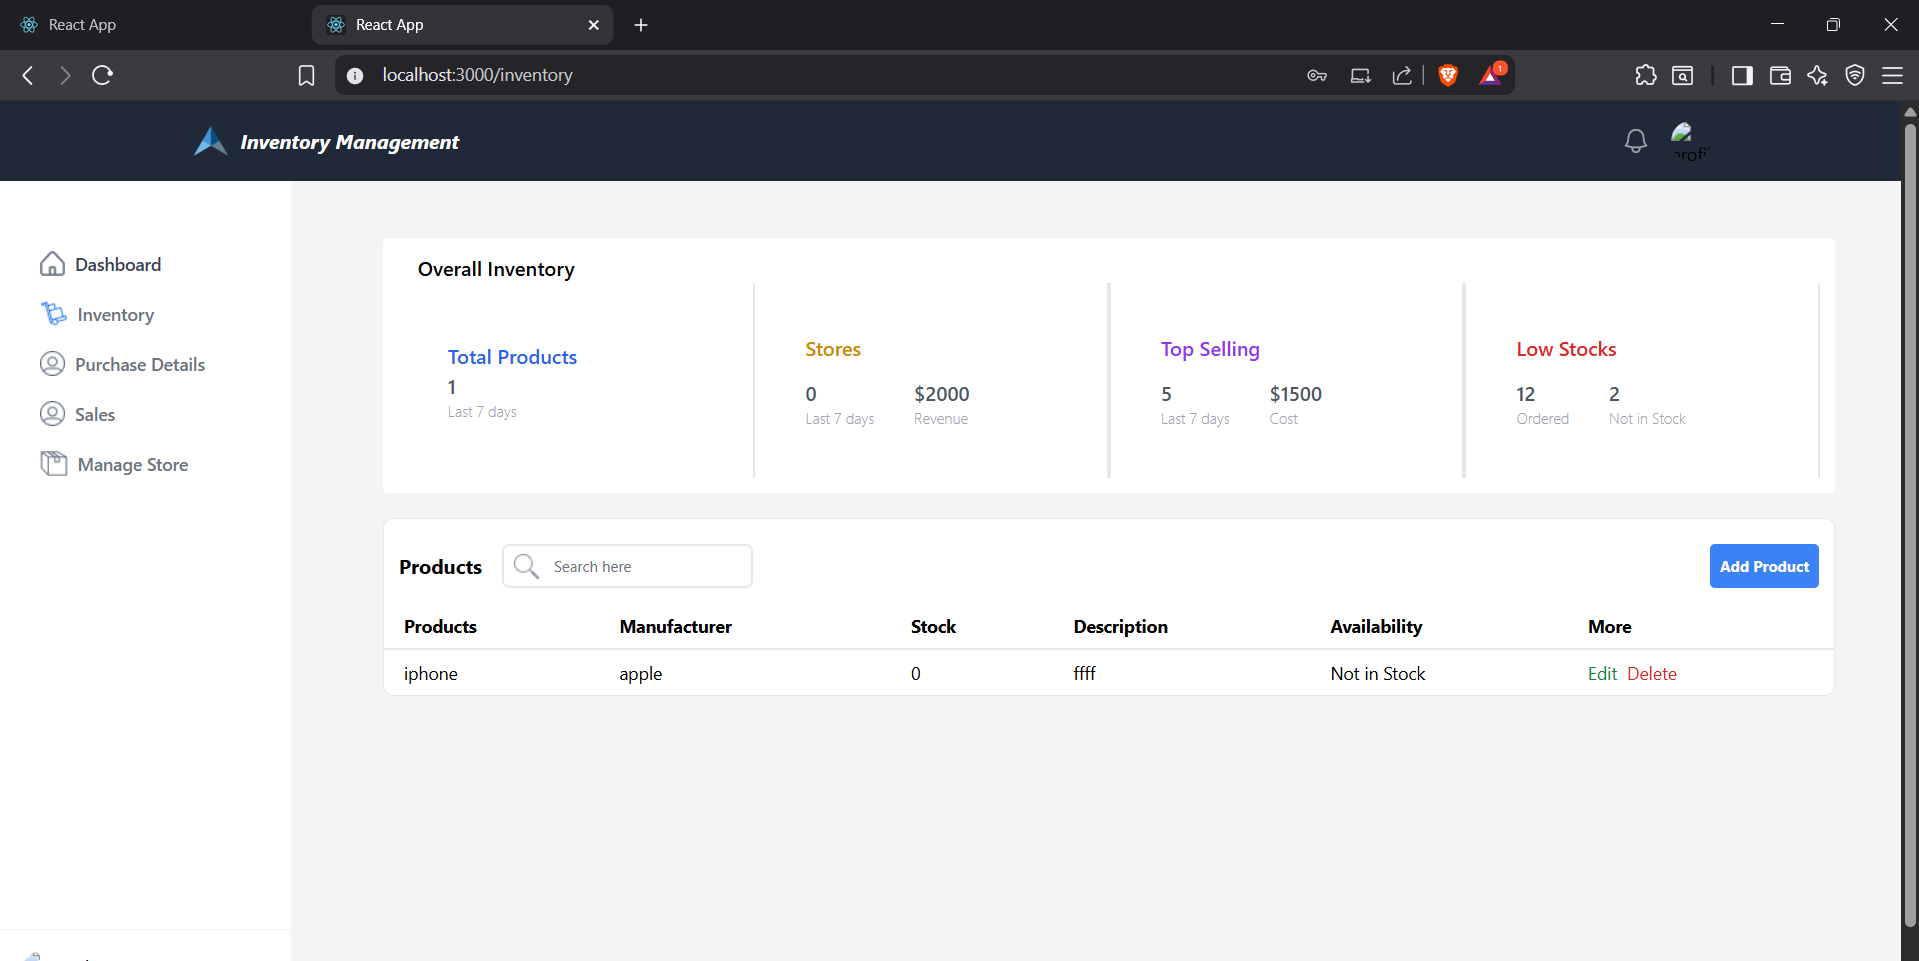 React App
React App
localhost:3000/inventory
1
Inventory Management
Dashboard
Inventory
Purchase Details
Sales
Manage Store
Overall Inventory
Total Products
1
Last 7 days
Stores
0 $2000
Last 7 days Revenue
Top Selling
5 $1500
Last 7 days Cost
Low Stocks
12 2
Ordered Not in Stock
Products Search here Add Product
Products Manufacturer Stock Description Availability More
iphone apple 0 ffff Not in Stock Edit Delete